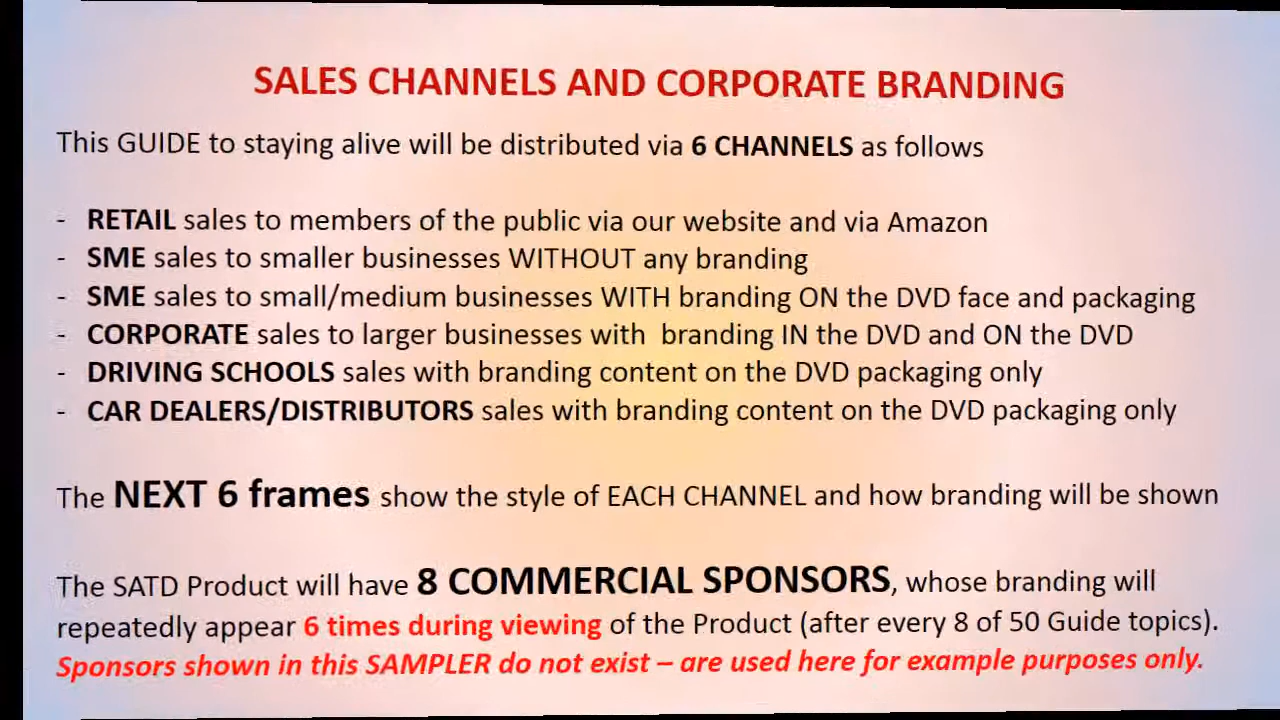 SALES CHANNELS AND CORPORATE BRANDING
This GUIDE to staying alive will be distributed via 6 CHANNELS as follows
- RETAIL sales to members of the public via our website and via Amazon
- SME sales to smaller businesses WITHOUT any branding
- SME sales to small/medium businesses WITH branding ON the DVD face and packaging
- CORPORATE sales to larger businesses with  branding IN the DVD and ON the DVD
- DRIVING SCHOOLS sales with branding content on the DVD packaging only
- CAR DEALERS/DISTRIBUTORS sales with branding content on the DVD packaging only
The NEXT 6 frames show the style of EACH CHANNEL and how branding will be shown
The SATD Product will have 8 COMMERCIAL SPONSORS, whose branding will
repeatedly appear 6 times during viewing of the Product (after every 8 of 50 Guide topics).
Sponsors shown in this SAMPLER do not exist – are used here for example purposes only.